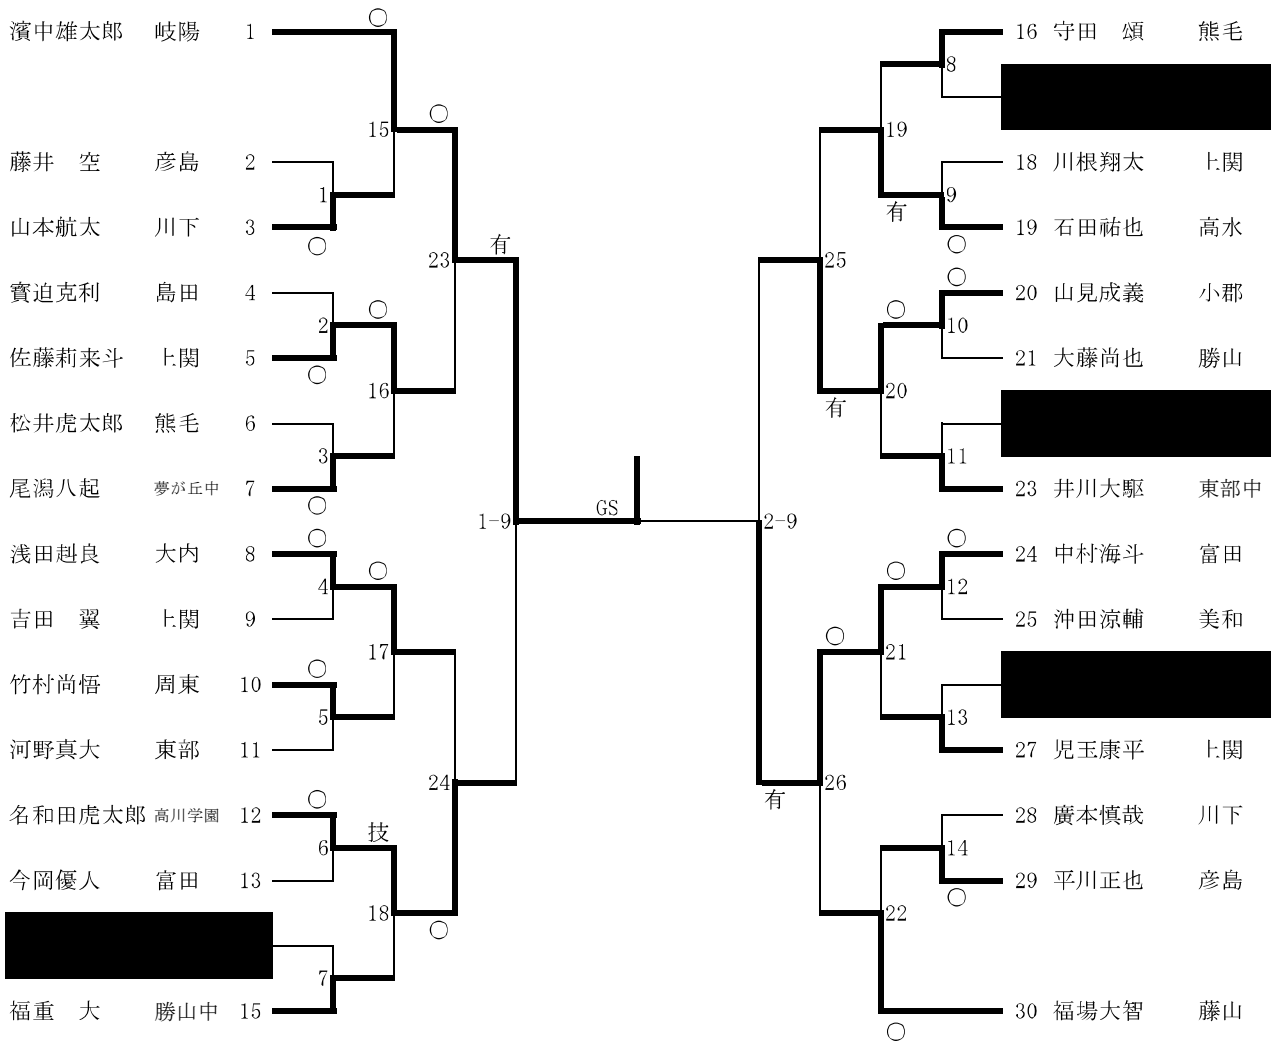 濱中雄太郎 岐陽 1
藤井 空 彦島 2
山本航太 川下 3
寳迫克利 島田 4
佐藤莉来斗 上関 5
松井虎太郎 熊毛 6
尾潟八起 夢が丘中 7
浅田赳良 大内 8
吉田 翼 上関 9
竹村尚悟 周東 10
河野真大 東部 11
名和田虎太郎 高川学園 12
今岡優人 富田 13
福重 大 勝山中 15
○
15
○
1
○
2
○
○
16
3
○
23
有
○
4
○
17
○
5
○
6
技
18
7
24
○
1-9
GS
2-9
8
19
9
有
○
25
○
10
○
20
有
11
○
12
○
21
13
○
26
有
14
○
22
○
16 守田 頌 熊毛
18 川根翔太 上関
19 石田祐也 高水
20 山見成義 小郡
21 大藤尚也 勝山
23 井川大駆 東部中
24 中村海斗 富田
25 沖田涼輔 美和
27 児玉康平 上関
28 廣本慎哉 川下
29 平川正也 彦島
30 福場大智 藤山